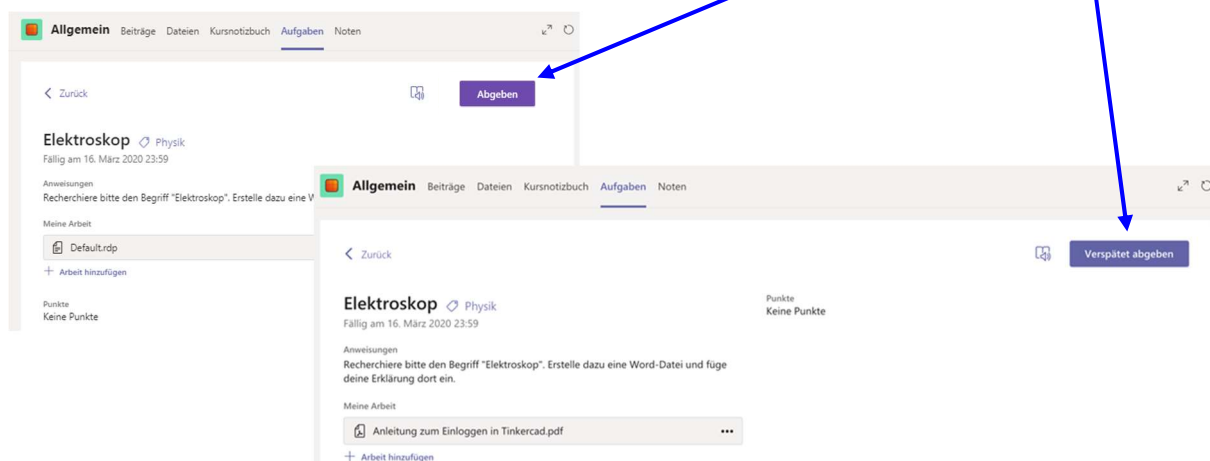 Allgemein Beiträge Dateien Kursnotizbuch Aufgaben Noten
Zurück
Abgeben
Elektroskop Physik
Fällig am 16. März 2020 23:59
Anweisungen
Recherchiere bitte den Begriff "Elektroskop". Erstelle dazu eine
Meine Arbeit
Default.rdp
+ Arbeit hinzufügen
Punkte
Keine Punkte
Allgemein Beiträge Dateien Kursnotizbuch Aufgaben Noten
Zurück
Verspätet abgeben
Elektroskop Physik
Fällig am 16. März 2020 23:59
Punkte
Keine Punkte
Anweisungen
Recherchiere bitte den Begriff "Elektroskop". Erstelle dazu eine Word-Datei und füge
deine Erklärung dort ein.
Meine Arbeit
Anleitung zum Einloggen in Tinkercad.pdf
+ Arbeit hinzufügen